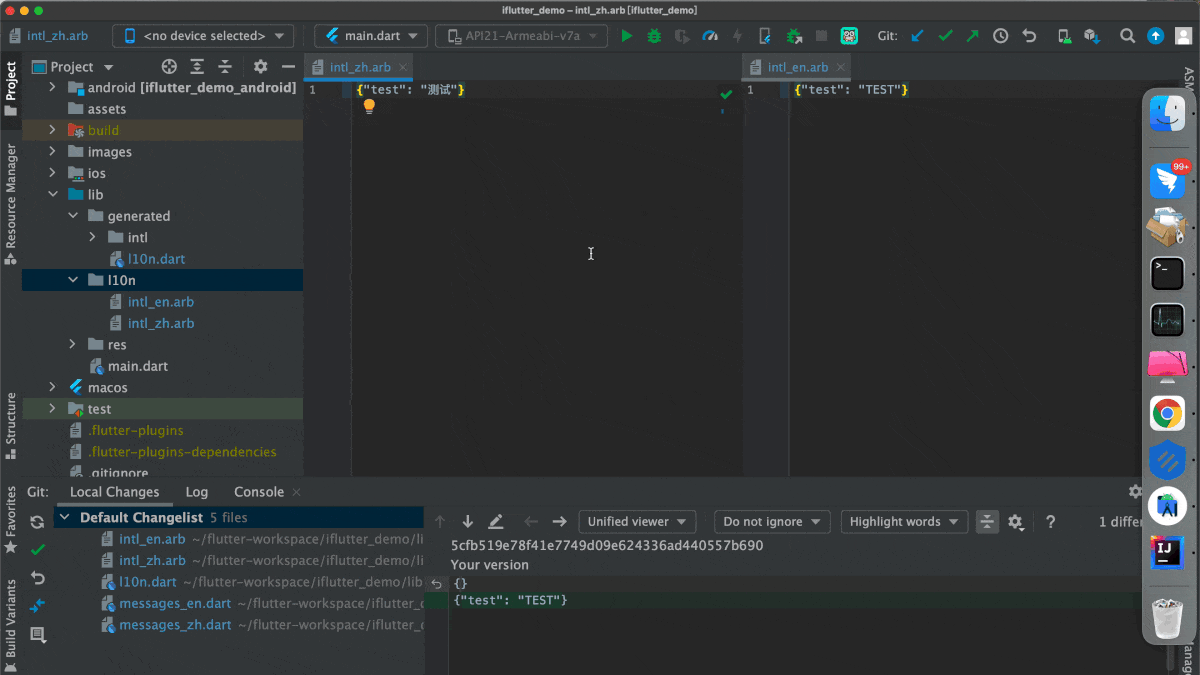 iflutter_demo – intl_zh.arb [iflutter_demo]
intl_zh.arb
<no device selected>
main.dart
API21-Armeabi-v7a
Git:
Project
intl_zh.arb
intl_en.arb
1 {"test": "测试"}
1 {"test": "TEST"}
android [iflutter_demo_android]
assets
build
images
ios
lib
generated
intl
l10n.dart
l10n
intl_en.arb
intl_zh.arb
res
main.dart
macos
test
.flutter-plugins
.flutter-plugins-dependencies
.gitignore
Project
Resource Manager
Structure
Favorites
Build Variants
ASM
99+
>_
AI
IJ
Git:
Local Changes
Log
Console
Default Changelist 5 files
intl_en.arb ~/flutter-workspace/iflutter_demo/li
intl_zh.arb ~/flutter-workspace/iflutter_demo/li
l10n.dart ~/flutter-workspace/iflutter_demo/lib
messages_en.dart ~/flutter-workspace/iflutter_d
messages_zh.dart ~/flutter-workspace/iflutter_d
Unified viewer
Do not ignore
Highlight words
?
1 differ
5cfb519e78f41e7749d09e624336ad440557b690
Your version
{}
{"test": "TEST"}